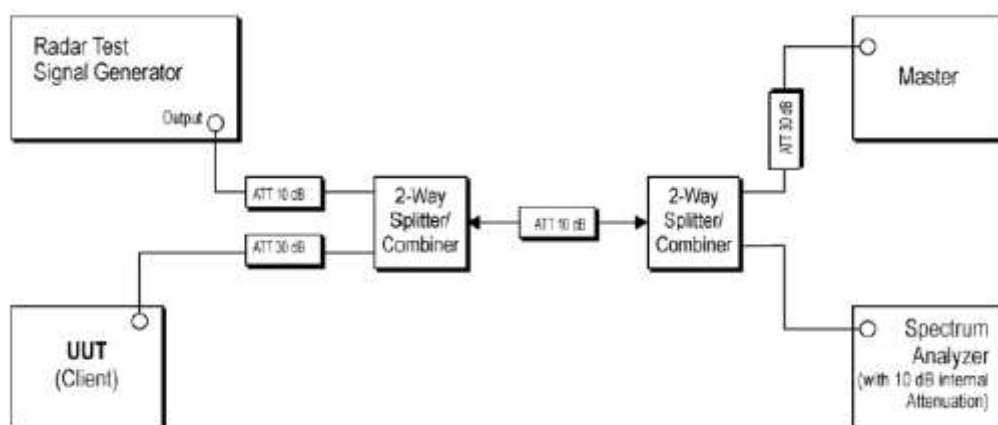 Radar Test
Signal Generator
Output
ATT 10 dB
2-Way
Splitter/
Combiner
ATT 30 dB
UUT
(Client)
ATT 10 dB
2-Way
Splitter/
Combiner
ATT 30 dB
Master
Spectrum
Analyzer
(with 10 dB internal
Attenuation)